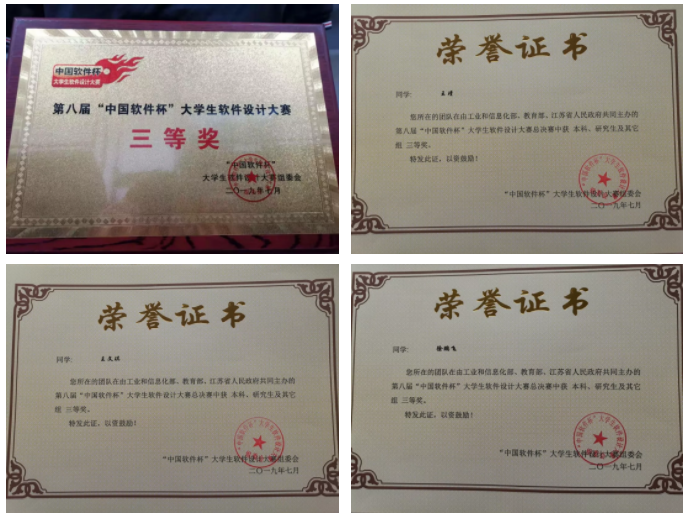 中国软件杯
大学生软件设计大赛
第八届“中国软件杯”大学生软件设计大赛
三等奖
“中国软件杯”
大学生软件设计大赛组委会
二〇一九年七月
荣誉证书
同学:
您所在的团队在由工业和信息化部、教育部、江苏省人民政府共同主办的
第八届“中国软件杯”大学生软件设计大赛总决赛中获 本科、研究生及其它
组 三等奖。
特发此证,以资鼓励!
“中国软件杯”大学生软件设计大赛组委会
二〇一九年七月
荣誉证书
同学:
您所在的团队在由工业和信息化部、教育部、江苏省人民政府共同主办的
第八届“中国软件杯”大学生软件设计大赛总决赛中获 本科、研究生及其它
组 三等奖。
特发此证,以资鼓励!
“中国软件杯”大学生软件设计大赛组委会
二〇一九年七月
荣誉证书
同学:
您所在的团队在由工业和信息化部、教育部、江苏省人民政府共同主办的
第八届“中国软件杯”大学生软件设计大赛总决赛中获 本科、研究生及其它
组 三等奖。
特发此证,以资鼓励!
“中国软件杯”大学生软件设计大赛组委会
二〇一九年七月